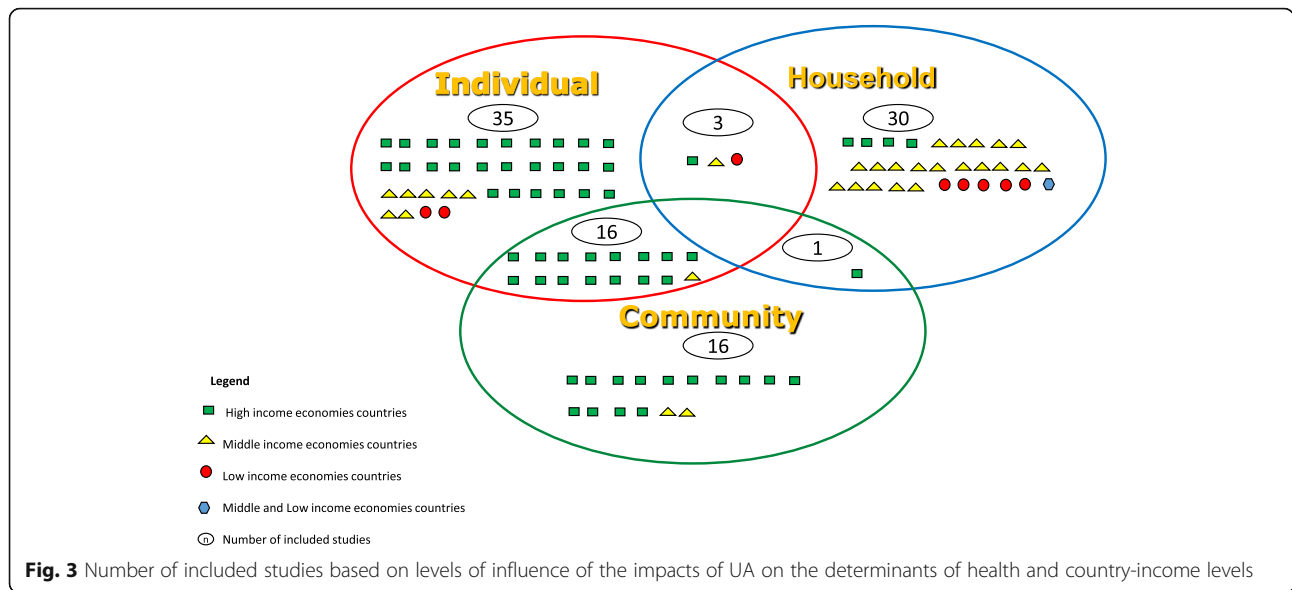 Individual
Household
35
3
30
16
1
Community
16
Legend
High income economies countries
Middle income economies countries
Low income economies countries
Middle and Low income economies countries
n Number of included studies
Fig. 3 Number of included studies based on levels of influence of the impacts of UA on the determinants of health and country-income levels